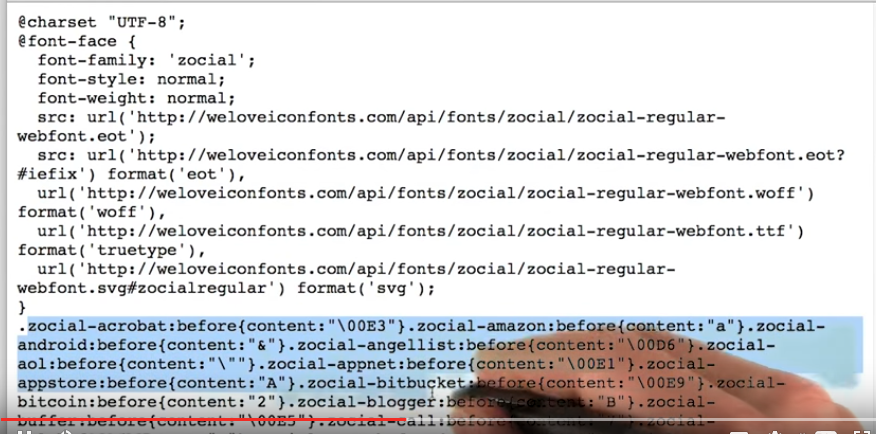 @charset "UTF-8";
@font-face {
font-family: 'zocial';
font-style: normal;
font-weight: normal;
src: url('http://weloveiconfonts.com/api/fonts/zocial/zocial-regular-
webfont.eot');
src: url('http://weloveiconfonts.com/api/fonts/zocial/zocial-regular-webfont.eot?
#iefix') format('eot'),
url('http://weloveiconfonts.com/api/fonts/zocial/zocial-regular-webfont.woff')
format('woff'),
url('http://weloveiconfonts.com/api/fonts/zocial/zocial-regular-webfont.ttf')
format('truetype'),
url('http://weloveiconfonts.com/api/fonts/zocial/zocial-regular-
webfont.svg#zocialregular') format('svg');
}
.zocial-acrobat:before{content:"\00E3"}.zocial-amazon:before{content:"a"}.zocial-
android:before{content:"&"}.zocial-angellist:before{content:"\00D6"}.zocial-
aol:before{content:"\""}.zocial-appnet:before{content:"\00E1"}.zocial-
appstore:before{content:"A"}.zocial-bitbucket:before{content:"\00E9"}.zocial-
bitcoin:before{content:"2"}.zocial-blogger:before{content:"B"}.zocial-
buffer:before{content:"\00E5"}.zocial-call:before{content: .zocial-